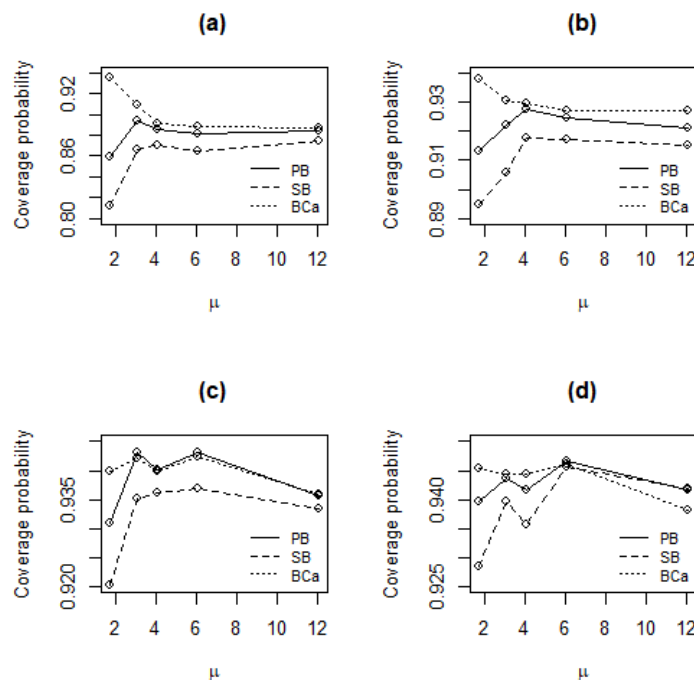 (a)
Coverage probability
0.80 0.86 0.92
PB
SB
BCa
2 4 6 8 10 12
μ
(b)
Coverage probability
0.89 0.91 0.93
PB
SB
BCa
2 4 6 8 10 12
μ
(c)
Coverage probability
0.920 0.935
PB
SB
BCa
2 4 6 8 10 12
μ
(d)
Coverage probability
0.925 0.940
PB
SB
BCa
2 4 6 8 10 12
μ